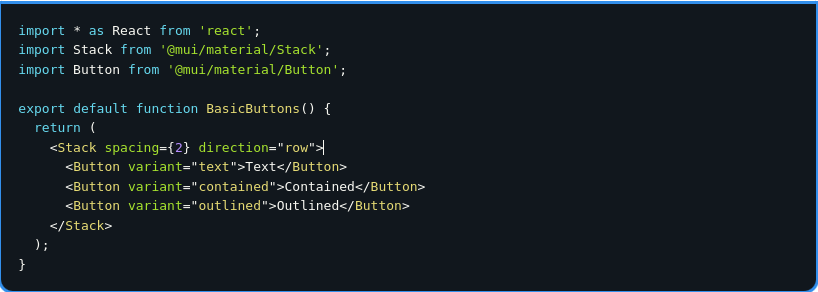 import * as React from 'react';
import Stack from '@mui/material/Stack';
import Button from '@mui/material/Button';

export default function BasicButtons() {
  return (
    <Stack spacing={2} direction="row">
      <Button variant="text">Text</Button>
      <Button variant="contained">Contained</Button>
      <Button variant="outlined">Outlined</Button>
    </Stack>
  );
}